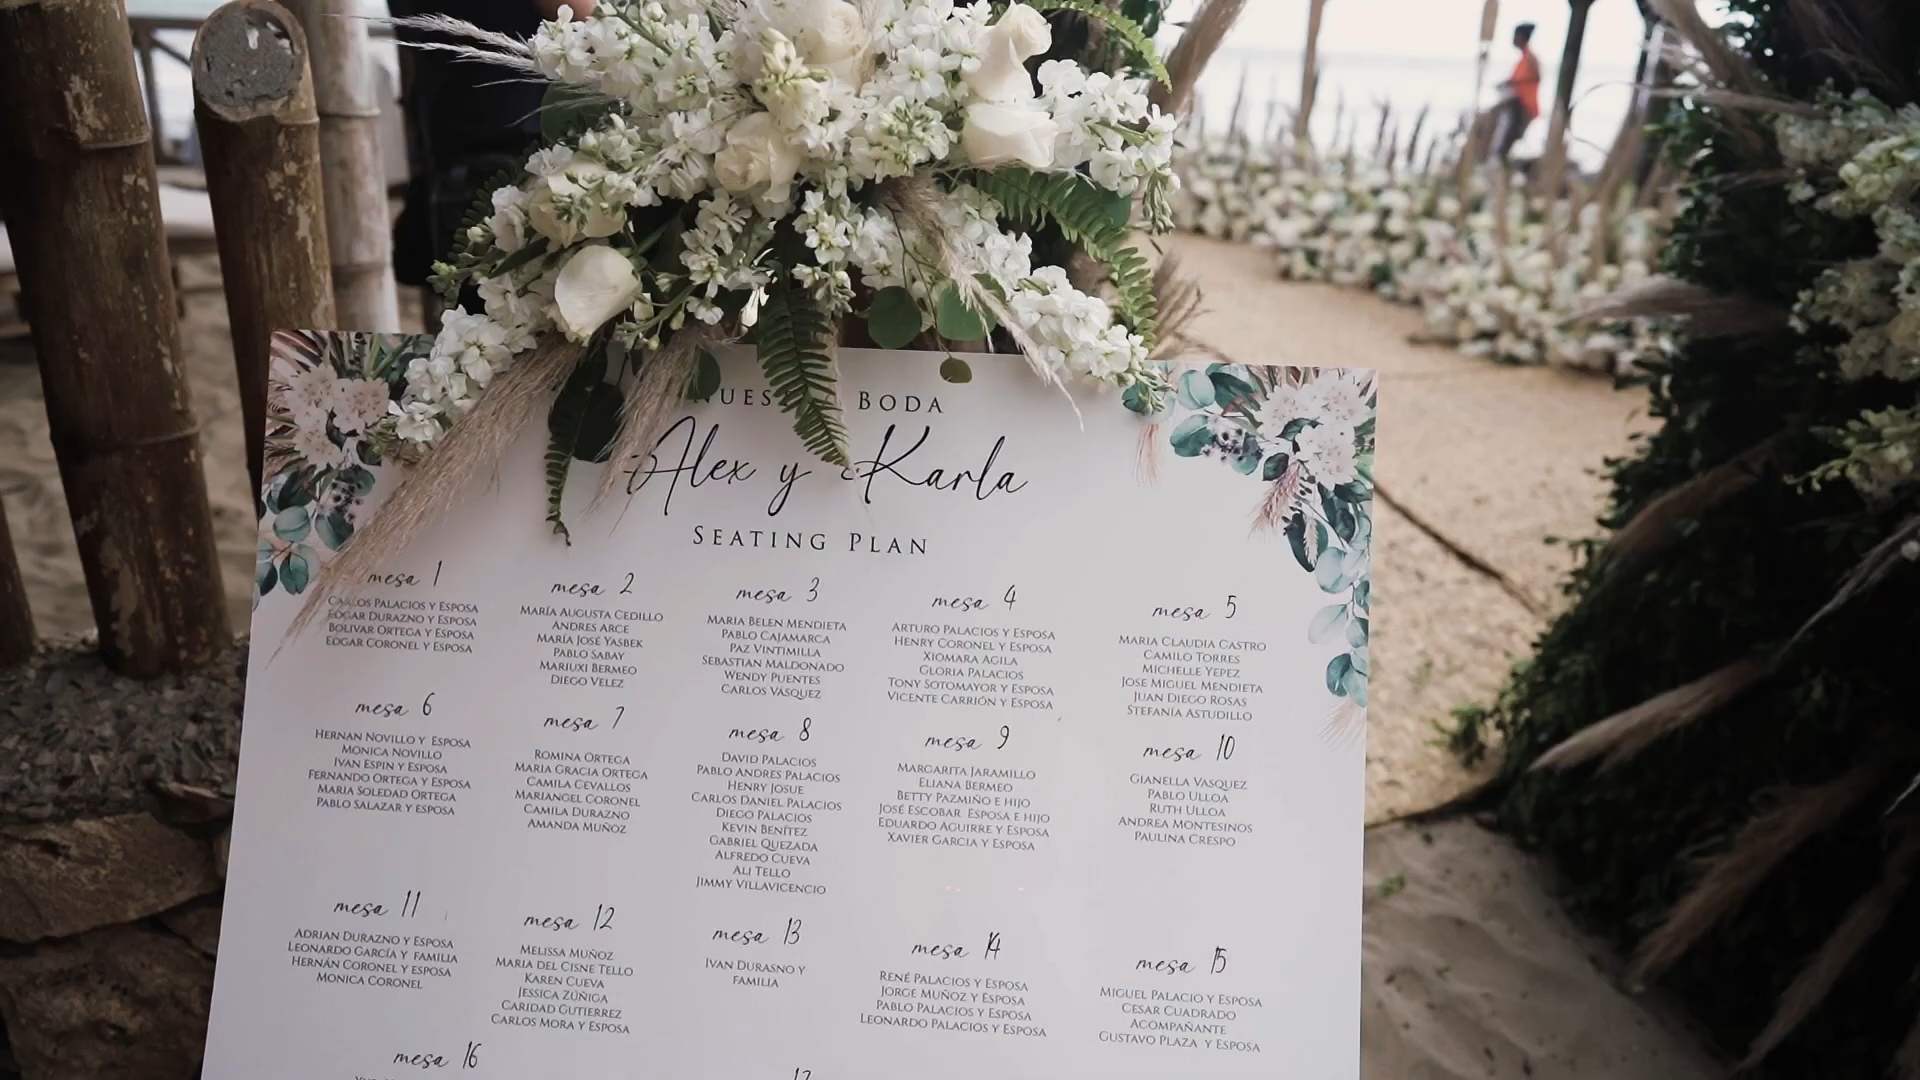 Boda
Alex y Karla
Seating Plan
mesa 1
Carlos Palacios y Esposa
Edgar Durazno y Esposa
Bolivar Ortega y Esposa
Edgar Coronel y Esposa
mesa 2
María Augusta Cedillo
Andres Arce
María José Yasbek
Pablo Sabay
Mariuxi Bermeo
Diego Velez
mesa 3
Maria Belen Mendieta
Pablo Cajamarca
Paz Vintimilla
Sebastian Maldonado
Wendy Puentes
Carlos Vásquez
mesa 4
Arturo Palacios y Esposa
Henry Coronel y Esposa
Xiomara Agila
Gloria Palacios
Tony Sotomayor y Esposa
Vicente Carrión y Esposa
mesa 5
Maria Claudia Castro
Camilo Torres
Michelle Yepez
Jose Miguel Mendieta
Juan Diego Rosas
Stefanía Astudillo
mesa 6
Hernan Novillo y Esposa
Monica Novillo
Ivan Espin y Esposa
Fernando Ortega y Esposa
Maria Soledad Ortega
Pablo Salazar y Esposa
mesa 7
Romina Ortega
Maria Gracia Ortega
Camila Cevallos
Mariangel Coronel
Camila Durazno
Amanda Muñoz
mesa 8
David Palacios
Pablo Andres Palacios
Henry Josue
Carlos Daniel Palacios
Diego Palacios
Kevin Benítez
Gabriel Quezada
Alfredo Cueva
Ali Tello
Jimmy Villavicencio
mesa 9
Margarita Jaramillo
Eliana Bermeo
Betty Pazmiño e hijo
José Escobar Esposa e hijo
Eduardo Aguirre y Esposa
Xavier Garcia y Esposa
mesa 10
Gianella Vasquez
Pablo Ulloa
Ruth Ulloa
Andrea Montesinos
Paulina Crespo
mesa 11
Adrian Durazno y Esposa
Leonardo García y familia
Hernán Coronel y Esposa
Monica Coronel
mesa 12
Melissa Muñoz
Maria del Cisne Tello
Karen Cueva
Jessica Zúñiga
Caridad Gutierrez
Carlos Mora y Esposa
mesa 13
Ivan Durasno y
familia
mesa 14
René Palacios y Esposa
Jorge Muñoz y Esposa
Pablo Palacios y Esposa
Leonardo Palacios y Esposa
mesa 15
Miguel Palacio y Esposa
Cesar Cuadrado
Acompañante
Gustavo Plaza y Esposa
mesa 16